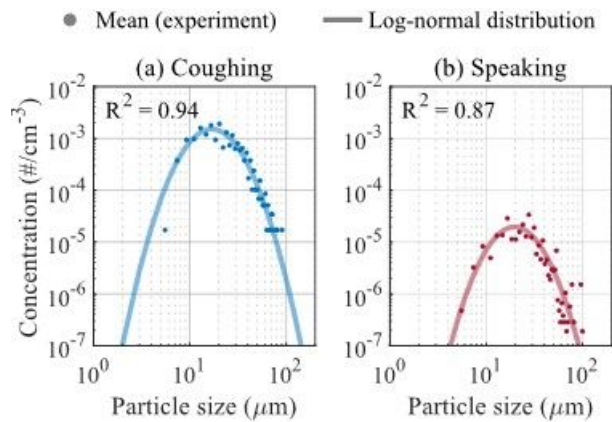 Mean (experiment) Log-normal distribution
(a) Coughing (b) Speaking
R² = 0.94
R² = 0.87
Concentration (#/cm⁻³)
10⁻²
10⁻³
10⁻⁴
10⁻⁵
10⁻⁶
10⁻⁷
10⁰ 10¹ 10²
Particle size (μm)
10⁻²
10⁻³
10⁻⁴
10⁻⁵
10⁻⁶
10⁻⁷
10⁰ 10¹ 10²
Particle size (μm)